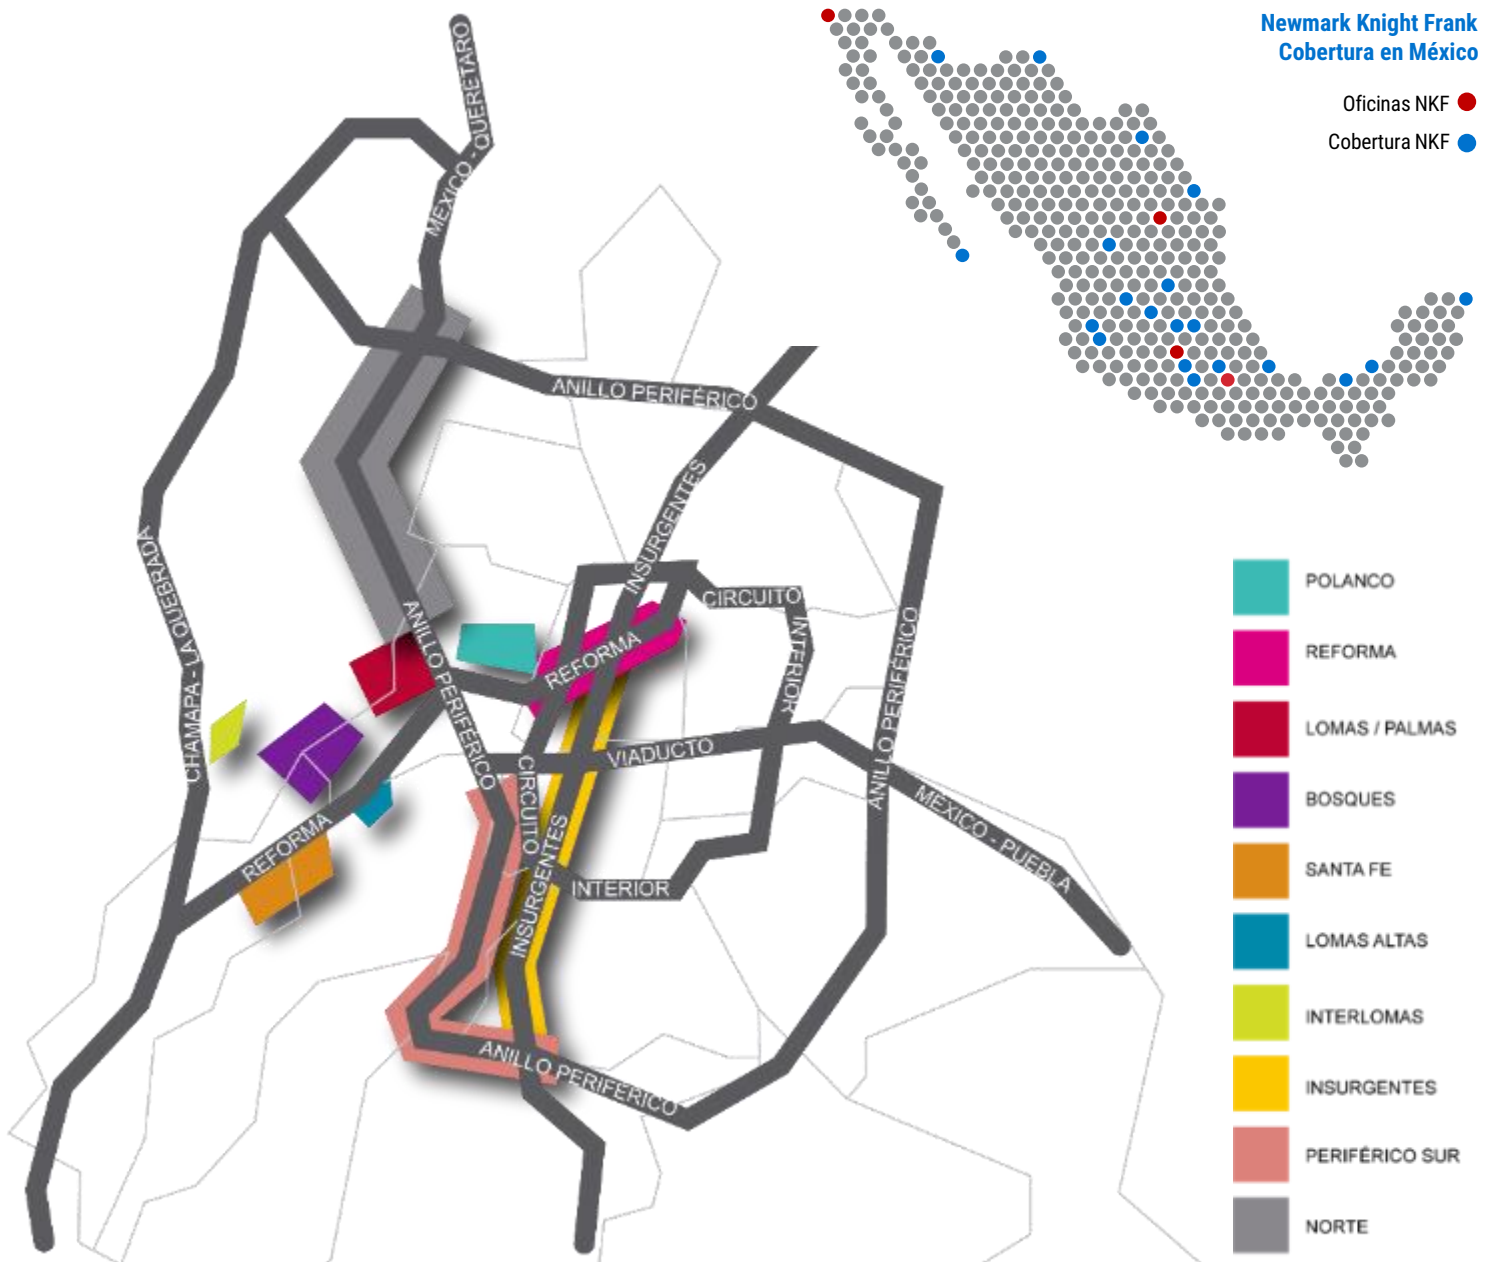 Newmark Knight Frank
Cobertura en México
Oficinas NKF
Cobertura NKF
MÉXICO - QUERÉTARO
ANILLO PERIFÉRICO
INSURGENTES
CHAMAPA - LA QUEBRADA
CIRCUITO
INTERIOR
ANILLO PERIFÉRICO
REFORMA
ANILLO PERIFÉRICO
VIADUCTO
CIRCUITO
INTERIOR
INSURGENTES
REFORMA
MÉXICO - PUEBLA
ANILLO PERIFÉRICO
POLANCO
REFORMA
LOMAS / PALMAS
BOSQUES
SANTA FE
LOMAS ALTAS
INTERLOMAS
INSURGENTES
PERIFÉRICO SUR
NORTE